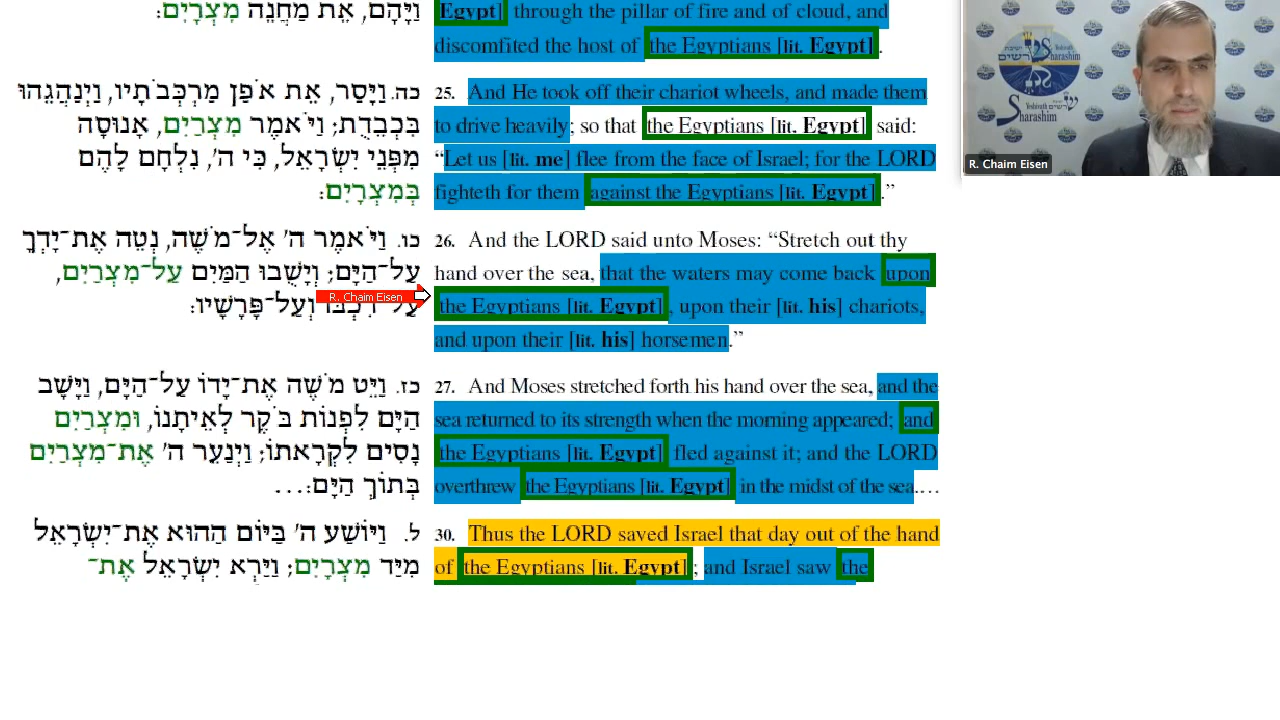 וַיָּהָם, אֵת מַחֲנֵה מִצְרָיִם:
כה. וַיָּסַר, אֵת אֹפַן מַרְכְּבֹתָיו, וַיְנַהֲגֵהוּ
בִּכְבֵדֻת; וַיֹּאמֶר מִצְרַיִם, אָנוּסָה
מִפְּנֵי יִשְׂרָאֵל, כִּי ה', נִלְחָם לָהֶם
בְּמִצְרָיִם:
כו. וַיֹּאמֶר ה' אֶל־מֹשֶׁה, נְטֵה אֶת־יָדְךָ
עַל־הַיָּם; וְיָשֻׁבוּ הַמַּיִם עַל־מִצְרַיִם,
עַל־רִכְבּוֹ וְעַל־פָּרָשָׁיו:
כז. וַיֵּט מֹשֶׁה אֶת־יָדוֹ עַל־הַיָּם, וַיָּשָׁב
הַיָּם לִפְנוֹת בֹּקֶר לְאֵיתָנוֹ, וּמִצְרַיִם
נָסִים לִקְרָאתוֹ; וַיְנַעֵר ה' אֶת־מִצְרַיִם
בְּתוֹךְ הַיָּם:...
ל. וַיּוֹשַׁע ה' בַּיּוֹם הַהוּא אֶת־יִשְׂרָאֵל
מִיַּד מִצְרָיִם; וַיַּרְא יִשְׂרָאֵל אֶת־
Egypt] through the pillar of fire and of cloud, and
discomfited the host of the Egyptians [lit. Egypt].
25. And He took off their chariot wheels, and made them
to drive heavily; so that the Egyptians [lit. Egypt] said:
“Let us [lit. me] flee from the face of Israel; for the LORD
fighteth for them against the Egyptians [lit. Egypt].”
26. And the LORD said unto Moses: “Stretch out thy
hand over the sea, that the waters may come back upon
the Egyptians [lit. Egypt], upon their [lit. his] chariots,
and upon their [lit. his] horsemen.”
27. And Moses stretched forth his hand over the sea, and the
sea returned to its strength when the morning appeared; and
the Egyptians [lit. Egypt] fled against it; and the LORD
overthrew the Egyptians [lit. Egypt] in the midst of the sea....
30. Thus the LORD saved Israel that day out of the hand
of the Egyptians [lit. Egypt]; and Israel saw the
R. Chaim Eisen
Yeshivath
Sharashim
Yeshivath
Sharashim
R. Chaim Eisen